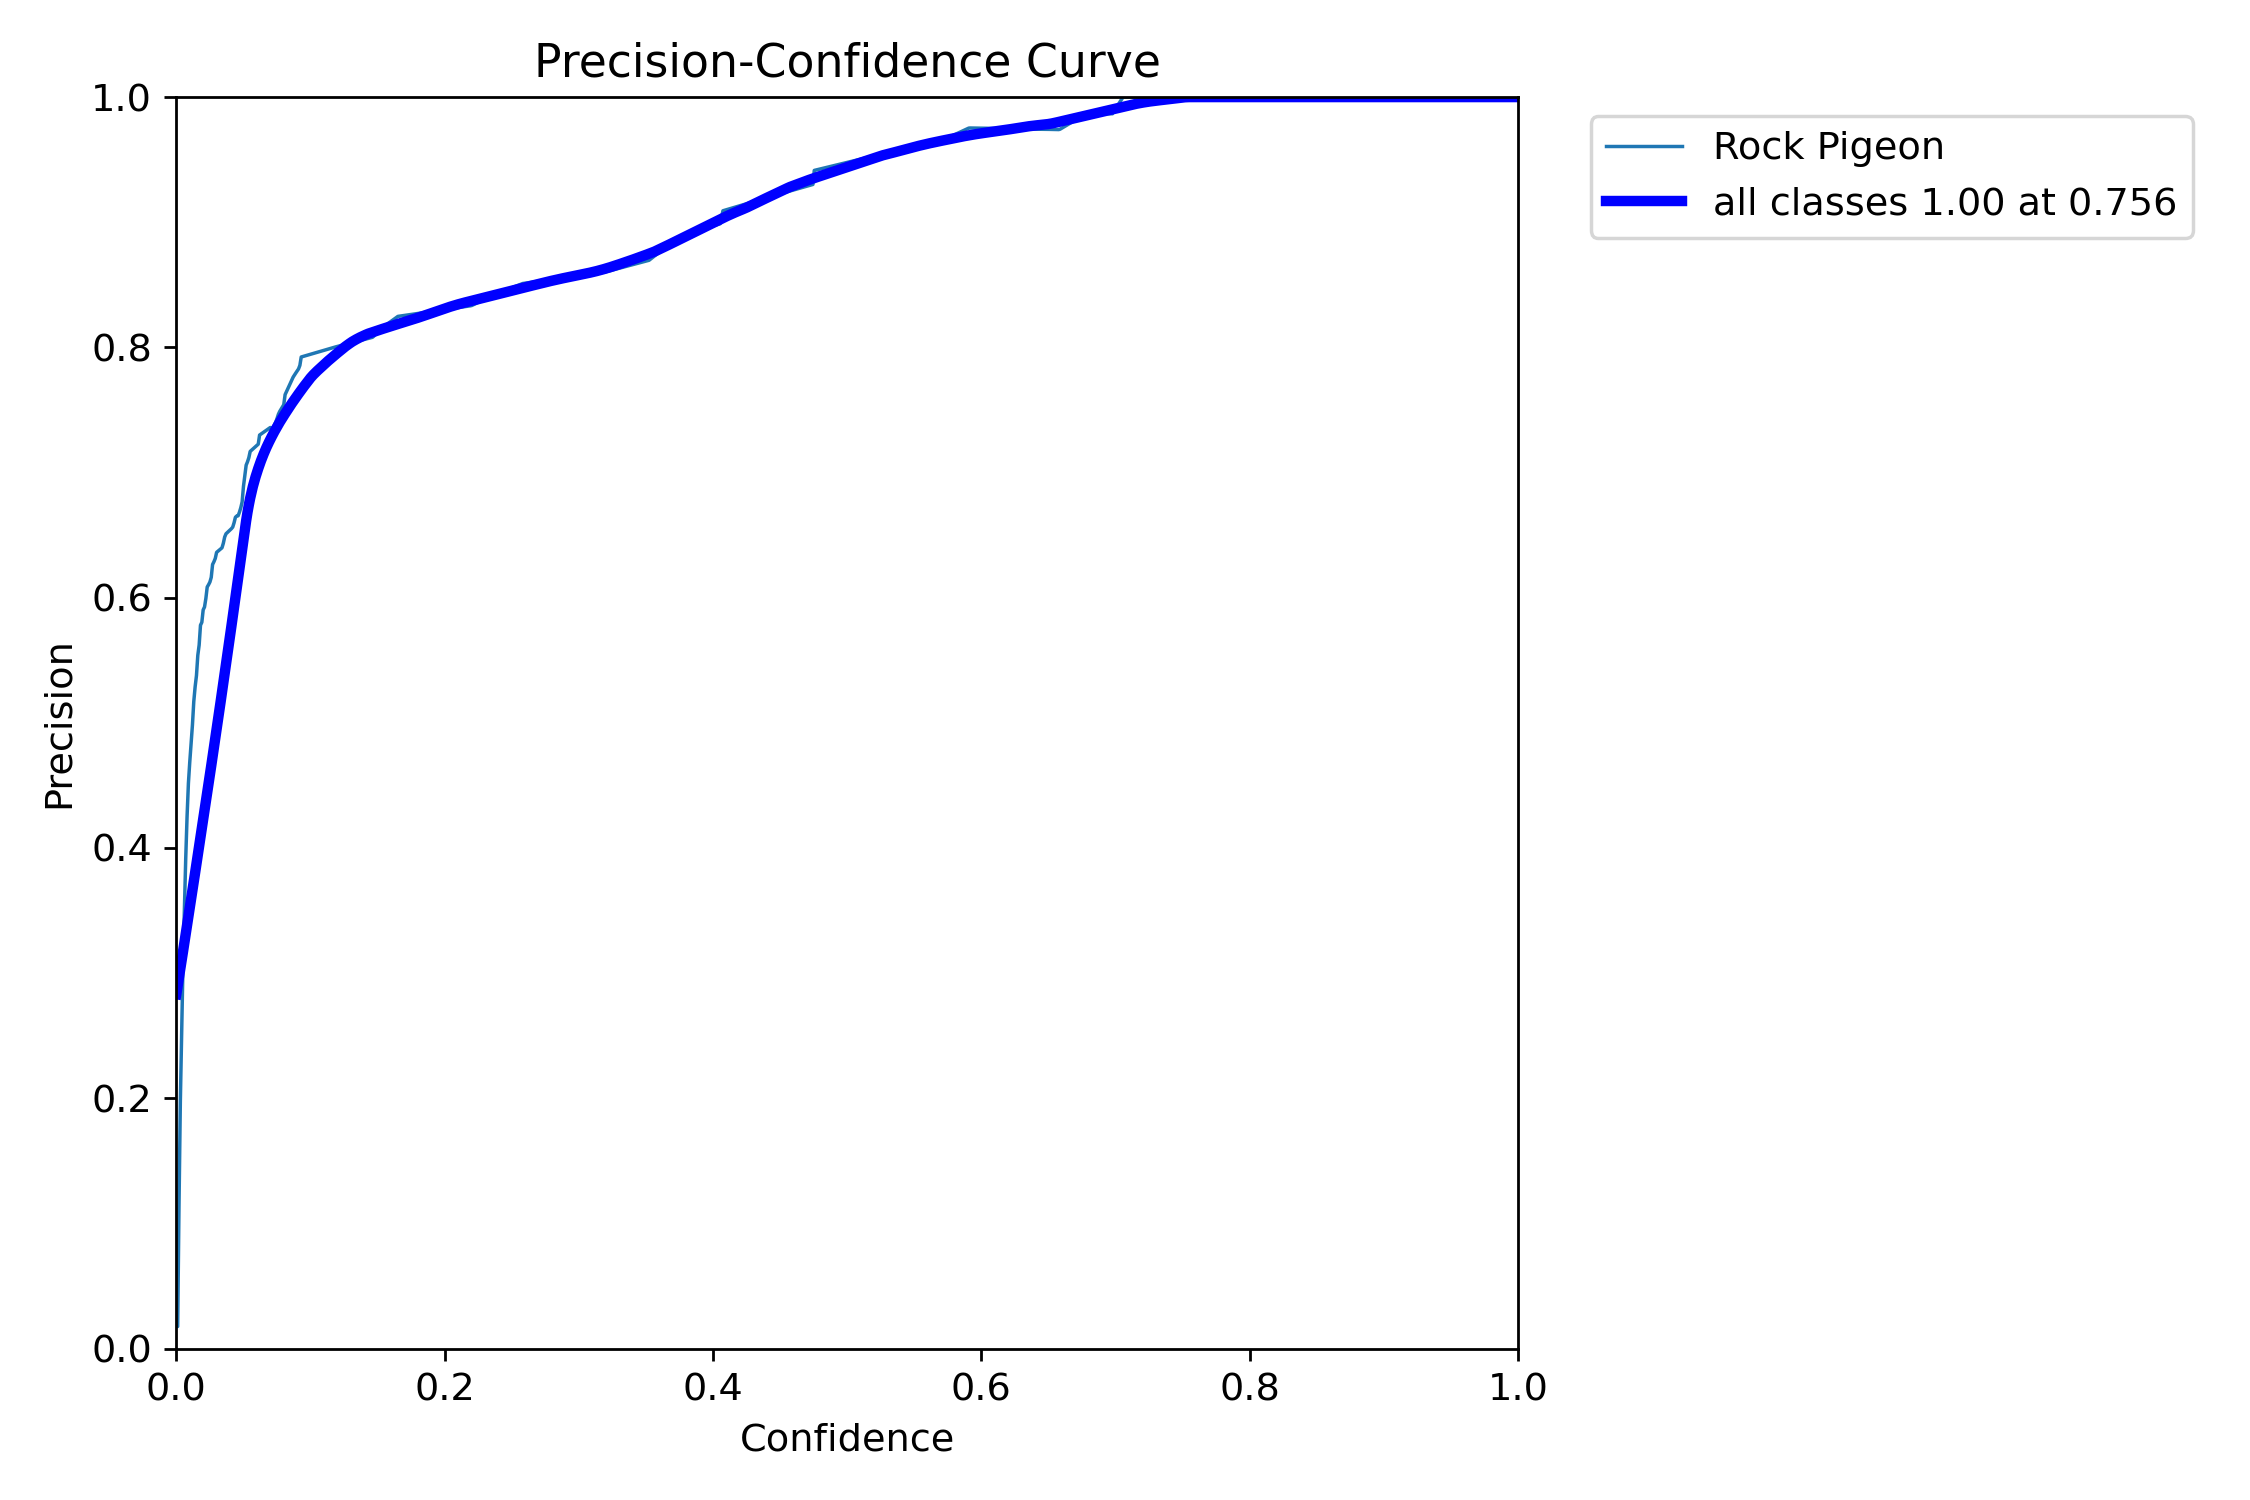 Precision-Confidence Curve
1.0
0.8
0.6
0.4
0.2
0.0
Precision
0.0 0.2 0.4 0.6 0.8 1.0
Confidence
Rock Pigeon
all classes 1.00 at 0.756